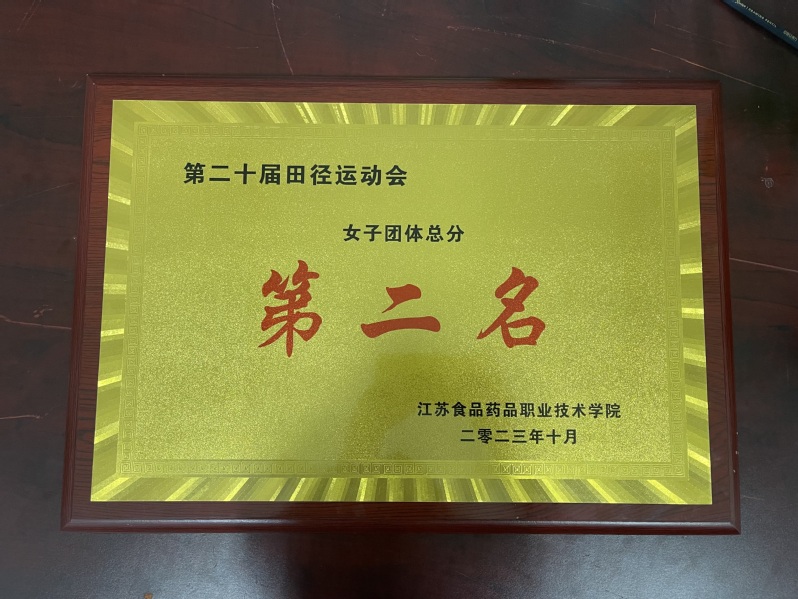 第二十届田径运动会
女子团体总分
第二名
江苏食品药品职业技术学院
二零二三年十月